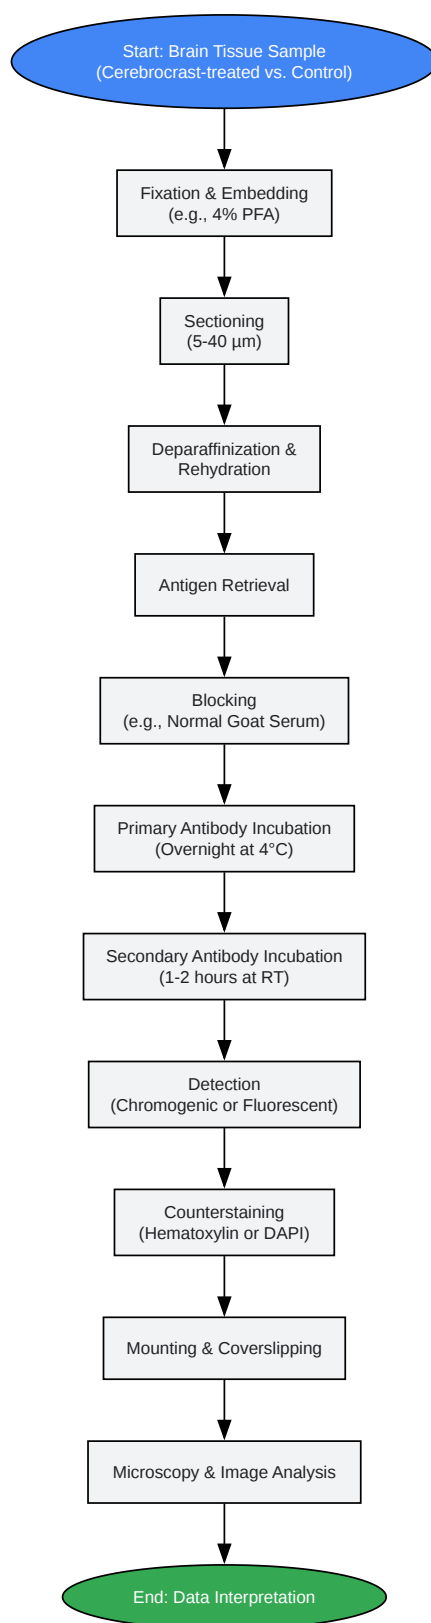 Start: Brain Tissue Sample
(Cerebrocrast-treated vs. Control)
Fixation & Embedding
(e.g., 4% PFA)
Sectioning
(5-40 µm)
Deparaffinization &
Rehydration
Antigen Retrieval
Blocking
(e.g., Normal Goat Serum)
Primary Antibody Incubation
(Overnight at 4°C)
Secondary Antibody Incubation
(1-2 hours at RT)
Detection
(Chromogenic or Fluorescent)
Counterstaining
(Hematoxylin or DAPI)
Mounting & Coverslipping
Microscopy & Image Analysis
End: Data Interpretation